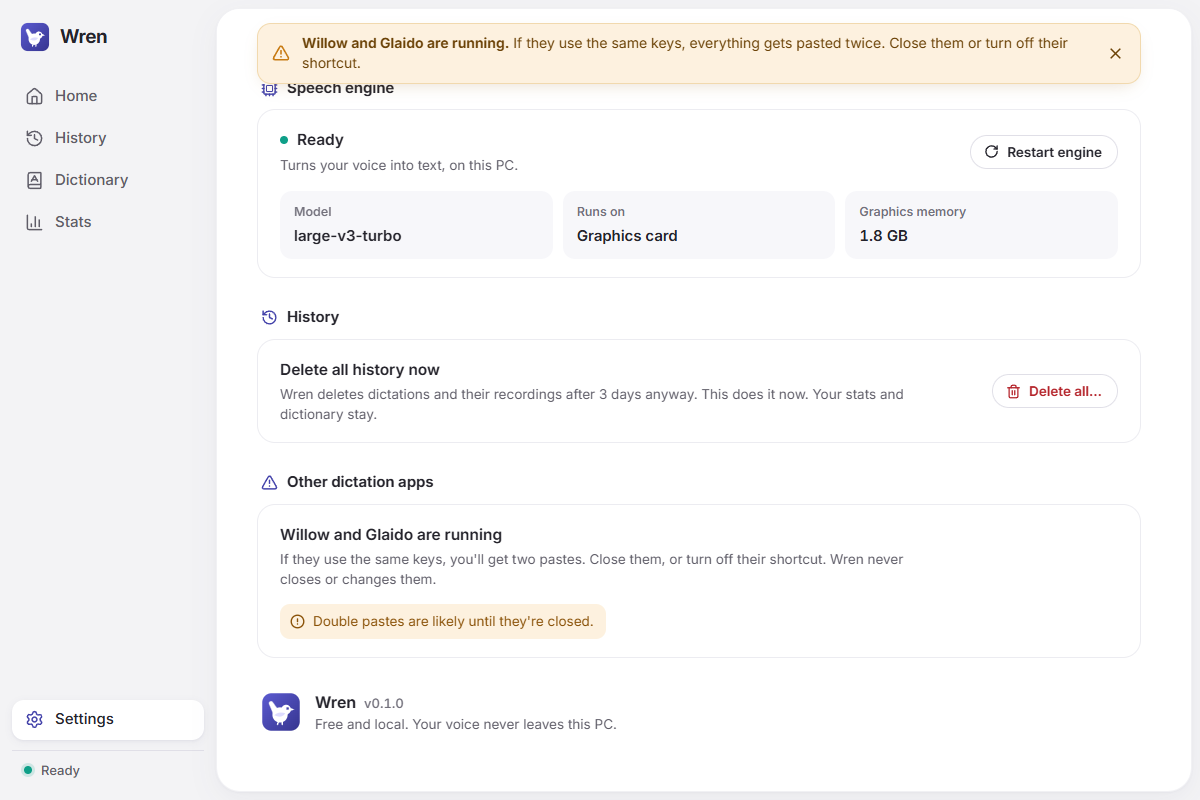 Wren
Home
History
Dictionary
Stats
Settings
Ready
Willow and Glaido are running. If they use the same keys, everything gets pasted twice. Close them or turn off their
shortcut.
Speech engine
Ready
Turns your voice into text, on this PC.
Restart engine
Model
large-v3-turbo
Runs on
Graphics card
Graphics memory
1.8 GB
History
Delete all history now
Wren deletes dictations and their recordings after 3 days anyway. This does it now. Your stats and
dictionary stay.
Delete all...
Other dictation apps
Willow and Glaido are running
If they use the same keys, you'll get two pastes. Close them, or turn off their shortcut. Wren never
closes or changes them.
Double pastes are likely until they're closed.
Wren v0.1.0
Free and local. Your voice never leaves this PC.